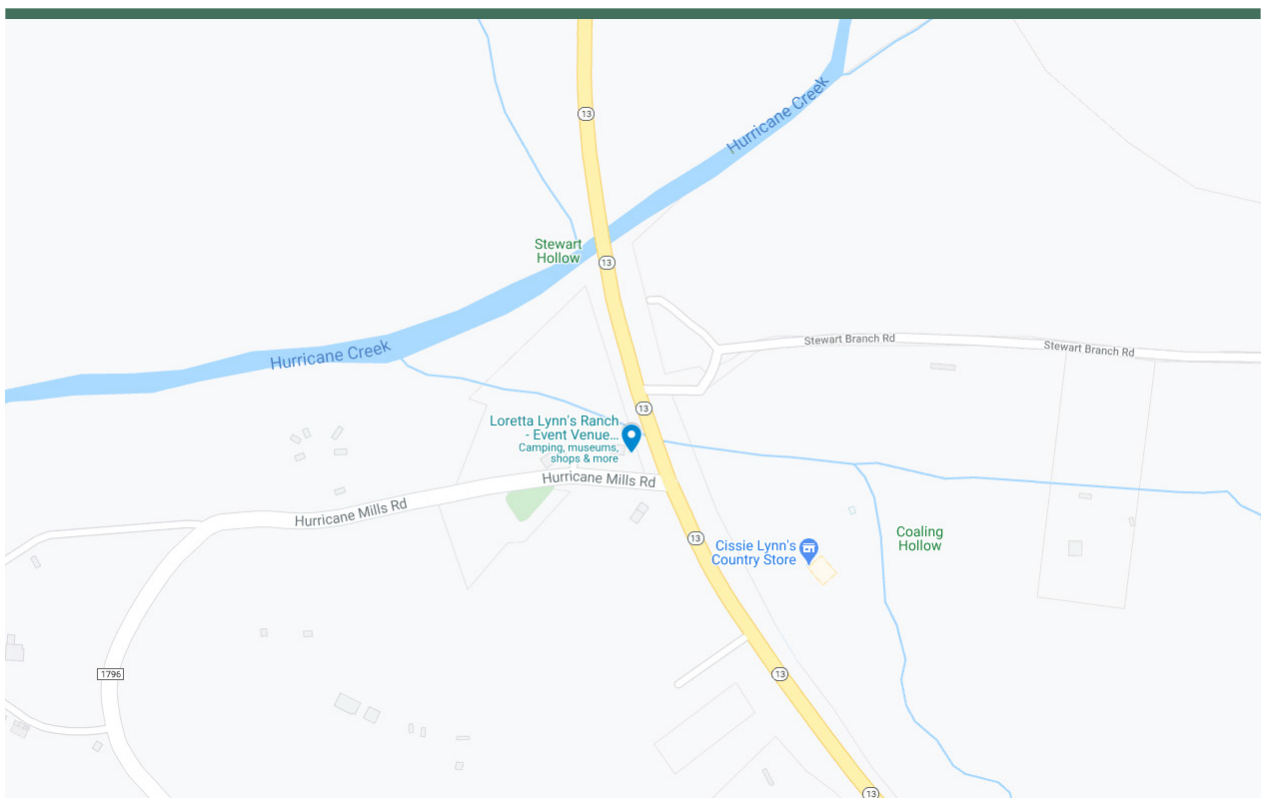 13
Hurricane Creek
Stewart
Hollow
13
Stewart Branch Rd
Stewart Branch Rd
Hurricane Creek
13
Loretta Lynn's Ranch
- Event Venue...
Camping, museums,
shops & more
Hurricane Mills Rd
Hurricane Mills Rd
13
Cissie Lynn's
Country Store
Coaling
Hollow
1796
13
13